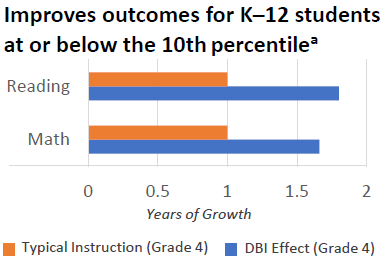 Improves outcomes for K–12 students
at or below the 10th percentileᵃ
Reading
Math
0 0.5 1 1.5 2
Years of Growth
Typical Instruction (Grade 4) DBI Effect (Grade 4)